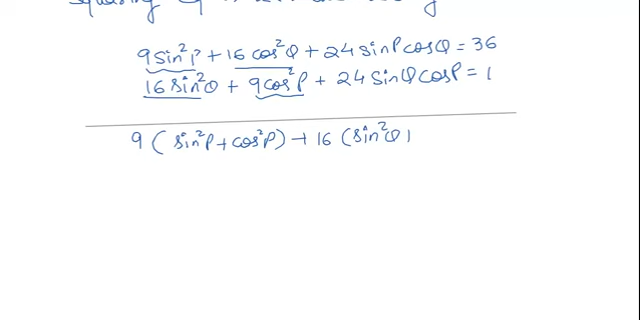 9 sin²P + 16 cos²Q + 24 sinP cosQ = 36
16 sin²Q + 9 cos²P + 24 sinQ cosP = 1
9 ( sin²P + cos²P) + 16 (sin²Q )